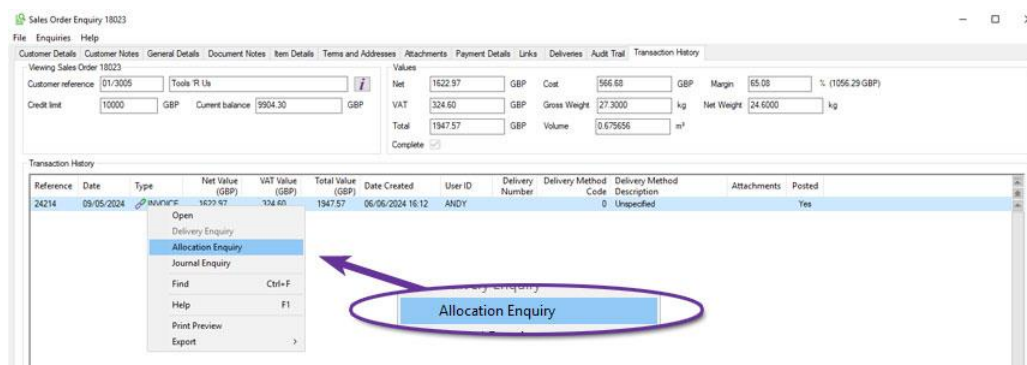 Sales Order Enquiry 18023
File Enquiries Help
Customer Details Customer Notes General Details Document Notes Item Details Terms and Addresses Attachments Payment Details Links Deliveries Audit Trail Transaction History
Viewing Sales Order 18023
Customer reference 01/3005 Tools 'R Us i
Credit limit 10000 GBP Current balance 9904.30 GBP
Values
Net 1622.97 GBP Cost 566.68 GBP Margin 65.08 % (1056.29 GBP)
VAT 324.60 GBP Gross Weight 27.3000 kg Net Weight 24.6000 kg
Total 1947.57 GBP Volume 0.675656 m³
Complete
Transaction History
Reference Date Type Net Value (GBP) VAT Value (GBP) Total Value (GBP) Date Created User ID Delivery Number Delivery Method Code Delivery Method Description Attachments Posted
24214 09/05/2024 INVOICE 1622.97 324.60 1947.57 06/06/2024 16:12 ANDY 0 Unspecified Yes
Open
Delivery Enquiry
Allocation Enquiry
Journal Enquiry
Find Ctrl+F
Help F1
Print Preview
Export >
Allocation Enquiry